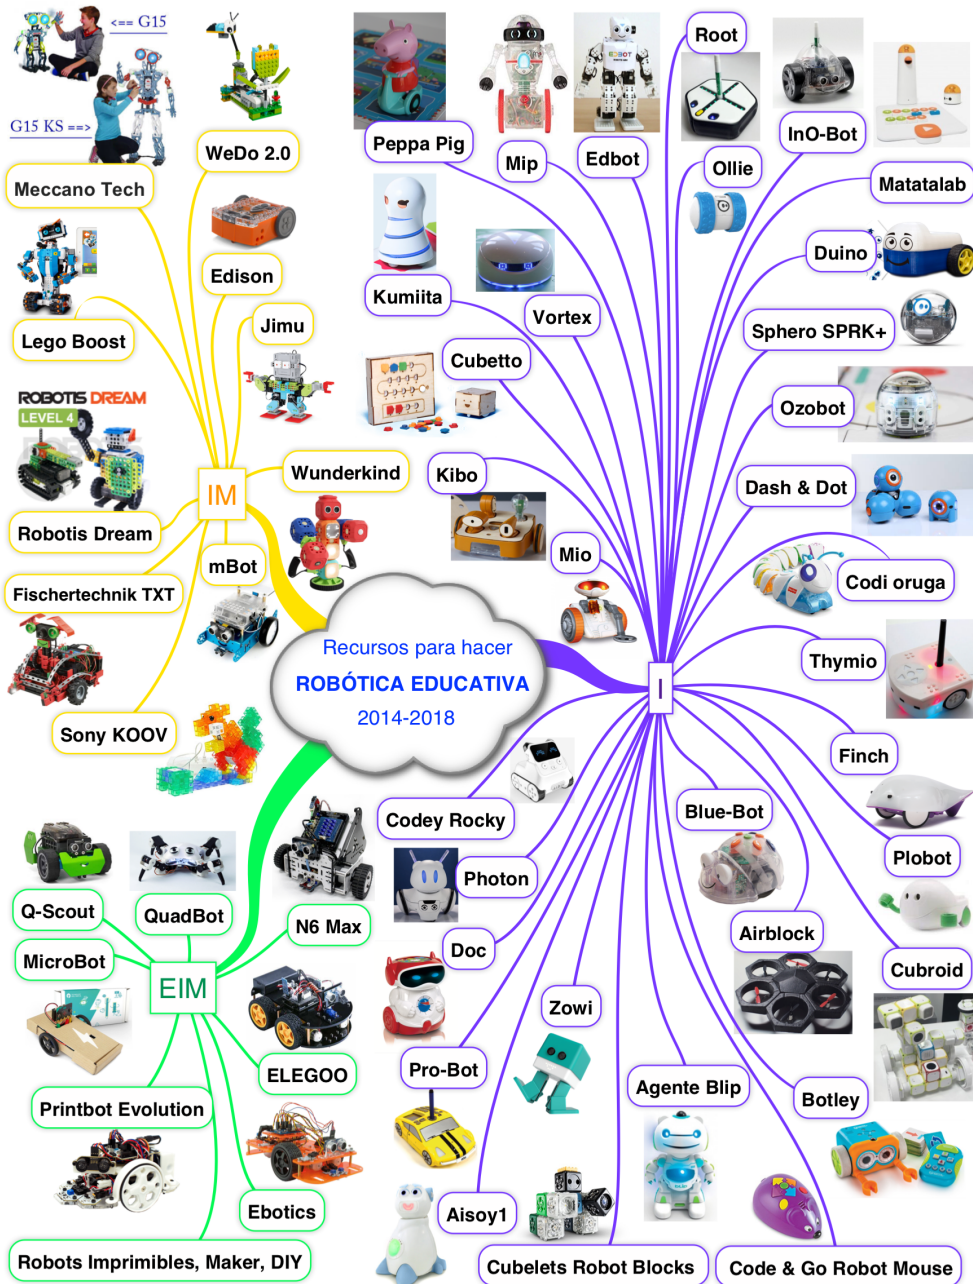 <== G15
G15 KS ==>
Meccano Tech
WeDo 2.0
Edison
Lego Boost
Jimu
ROBOTIS DREAM
LEVEL 4
Wunderkind
IM
Robotis Dream
mBot
Fischertechnik TXT
Sony KOOV
Recursos para hacer
ROBÓTICA EDUCATIVA
2014-2018
Q-Scout
QuadBot
N6 Max
MicroBot
EIM
ELEGOO
Printbot Evolution
Ebotics
Robots Imprimibles, Maker, DIY
Peppa Pig
Mip
EDBOT
Edbot
Root
Ollie
InO-Bot
Matatalab
Duino
Kumiita
Vortex
Sphero SPRK+
Cubetto
Ozobot
Kibo
Dash & Dot
Mio
Codi oruga
Thymio
I
Finch
Codey Rocky
Blue-Bot
Plobot
Photon
Airblock
Doc
Cubroid
Zowi
Pro-Bot
Agente Blip
Botley
Aisoy1
Cubelets Robot Blocks
Code & Go Robot Mouse